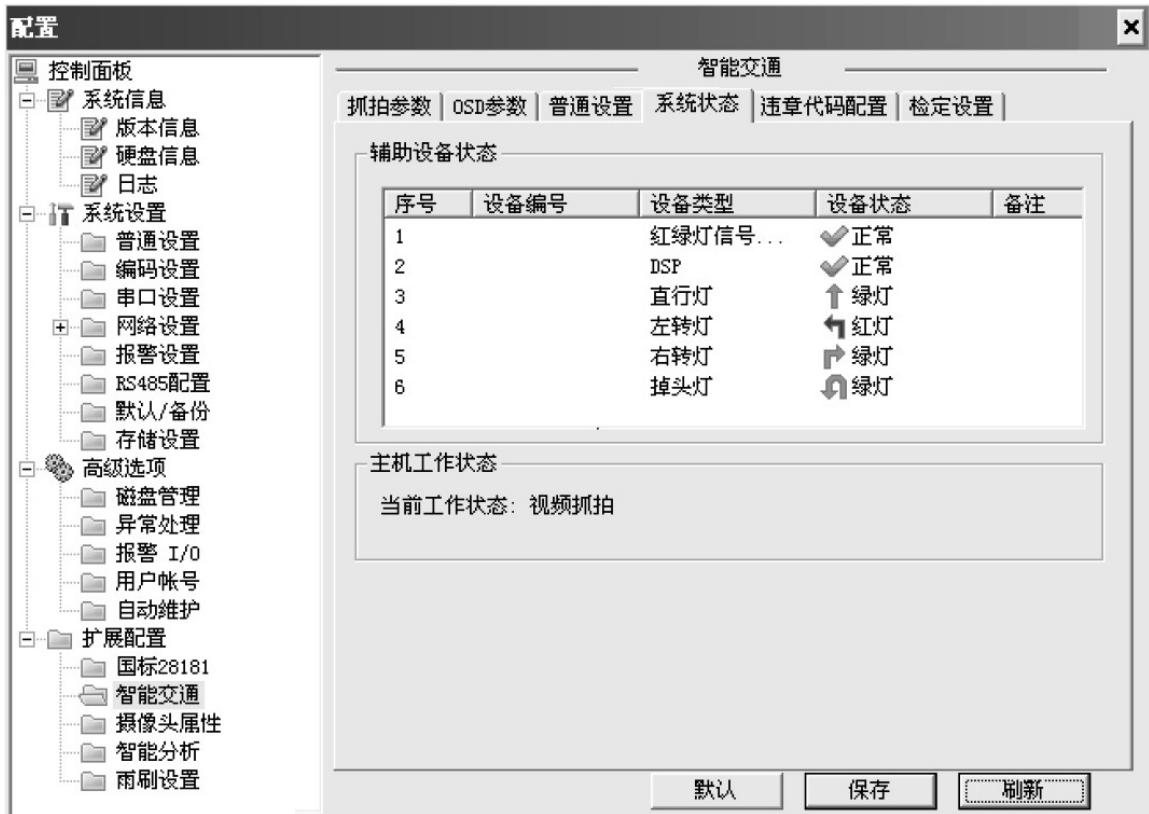 配置
控制面板
系统信息
版本信息
硬盘信息
日志
系统设置
普通设置
编码设置
串口设置
网络设置
报警设置
RS485配置
默认/备份
存储设置
高级选项
磁盘管理
异常处理
报警 I/O
用户帐号
自动维护
扩展配置
国标28181
智能交通
摄像头属性
智能分析
雨刷设置
智能交通
抓拍参数 OSD参数 普通设置 系统状态 违章代码配置 检定设置
辅助设备状态
序号 设备编号 设备类型 设备状态 备注
1 红绿灯信号... 正常
2 DSP 正常
3 直行灯 绿灯
4 左转灯 红灯
5 右转灯 绿灯
6 掉头灯 绿灯
主机工作状态
当前工作状态: 视频抓拍
默认 保存 刷新